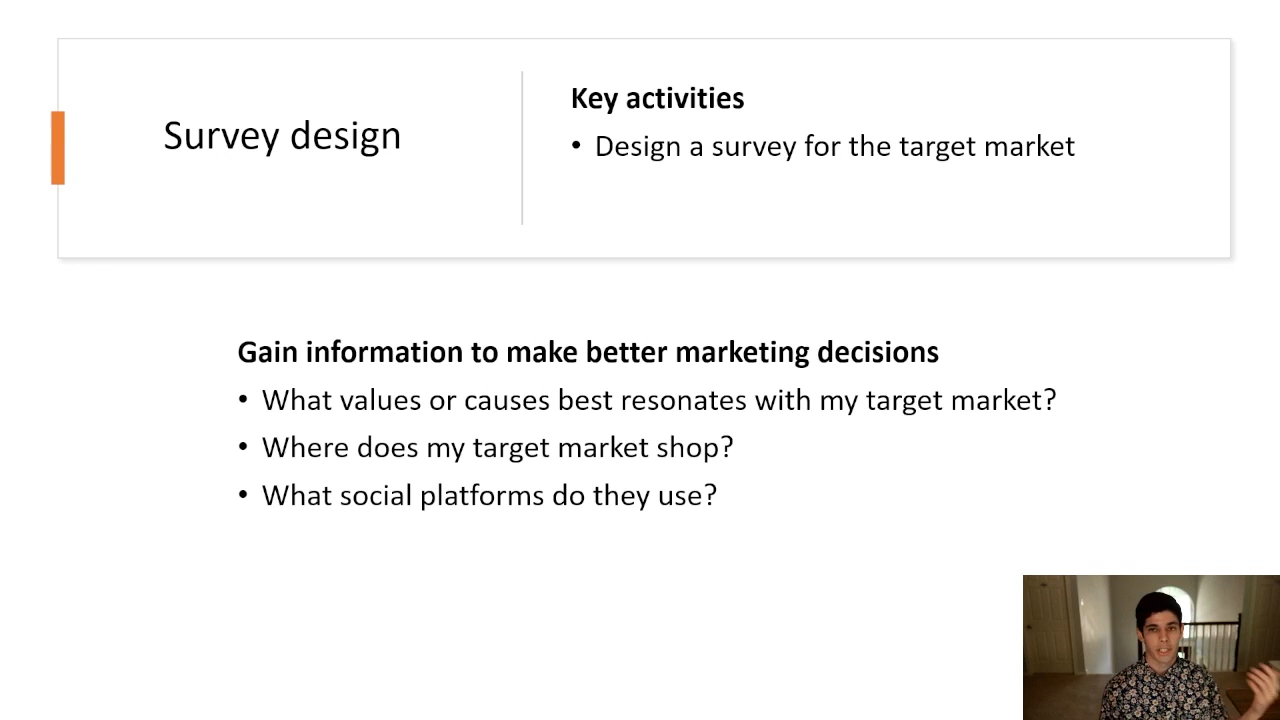 Survey design
Key activities
• Design a survey for the target market
Gain information to make better marketing decisions
• What values or causes best resonates with my target market?
• Where does my target market shop?
• What social platforms do they use?